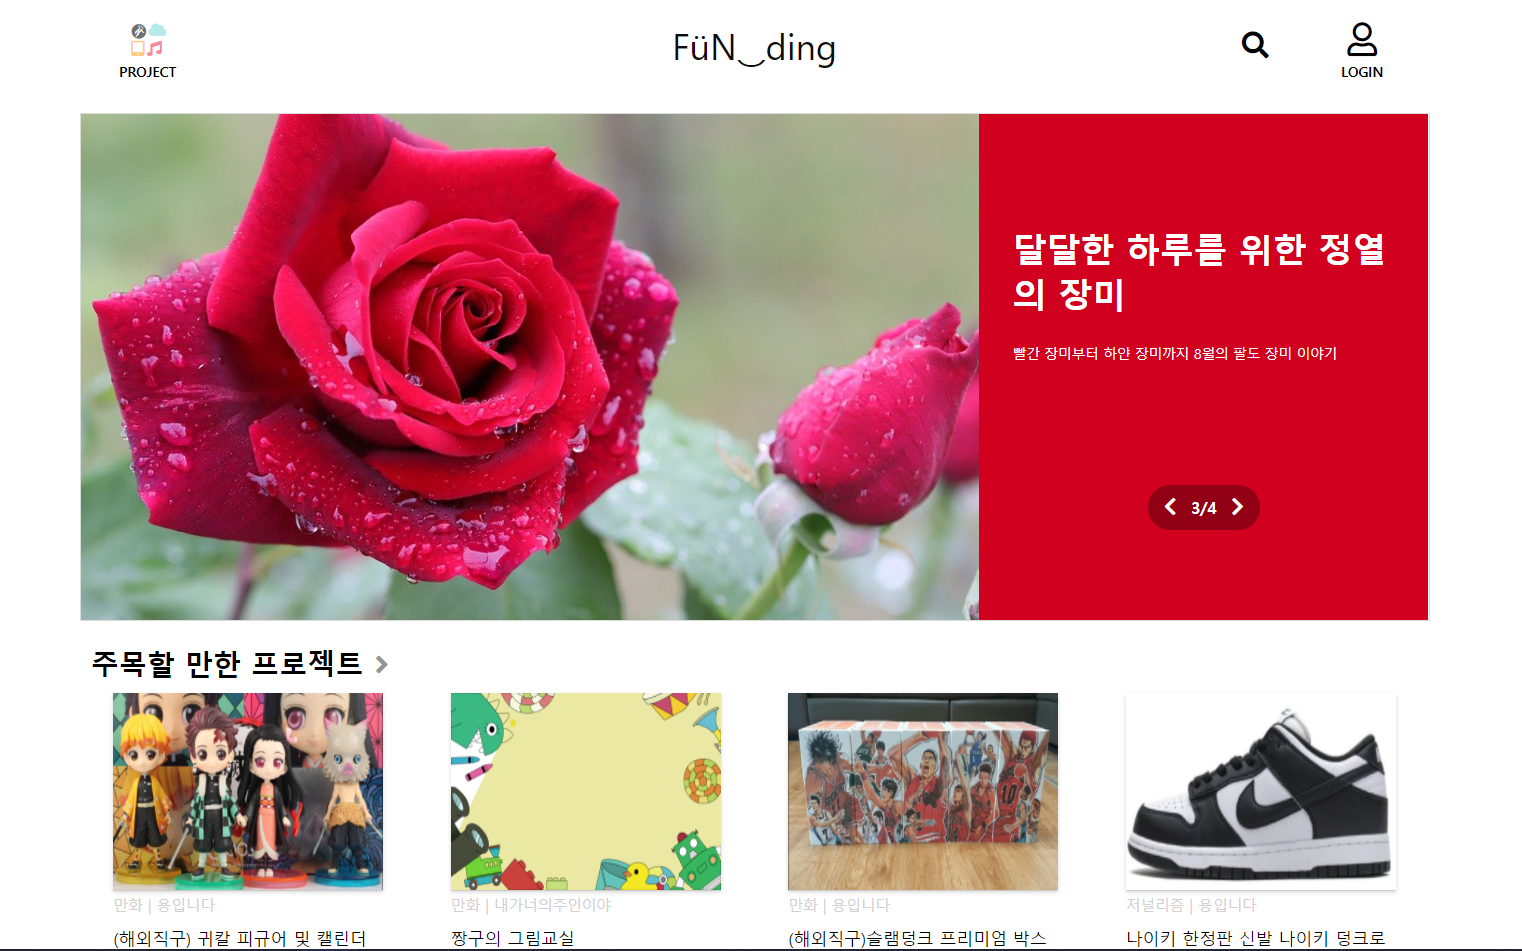 PROJECT
FüN‿ding
LOGIN
달달한 하루를 위한 정열
의 장미
빨간 장미부터 하얀 장미까지 8월의 팔도 장미 이야기
3/4
주목할 만한 프로젝트
만화 | 용입니다
만화 | 내가너의주인이야
만화 | 용입니다
저널리즘 | 용입니다
(해외직구) 귀칼 피규어 및 캘린더
짱구의 그림교실
(해외직구)슬램덩크 프리미엄 박스
나이키 한정판 신발 나이키 덩크로